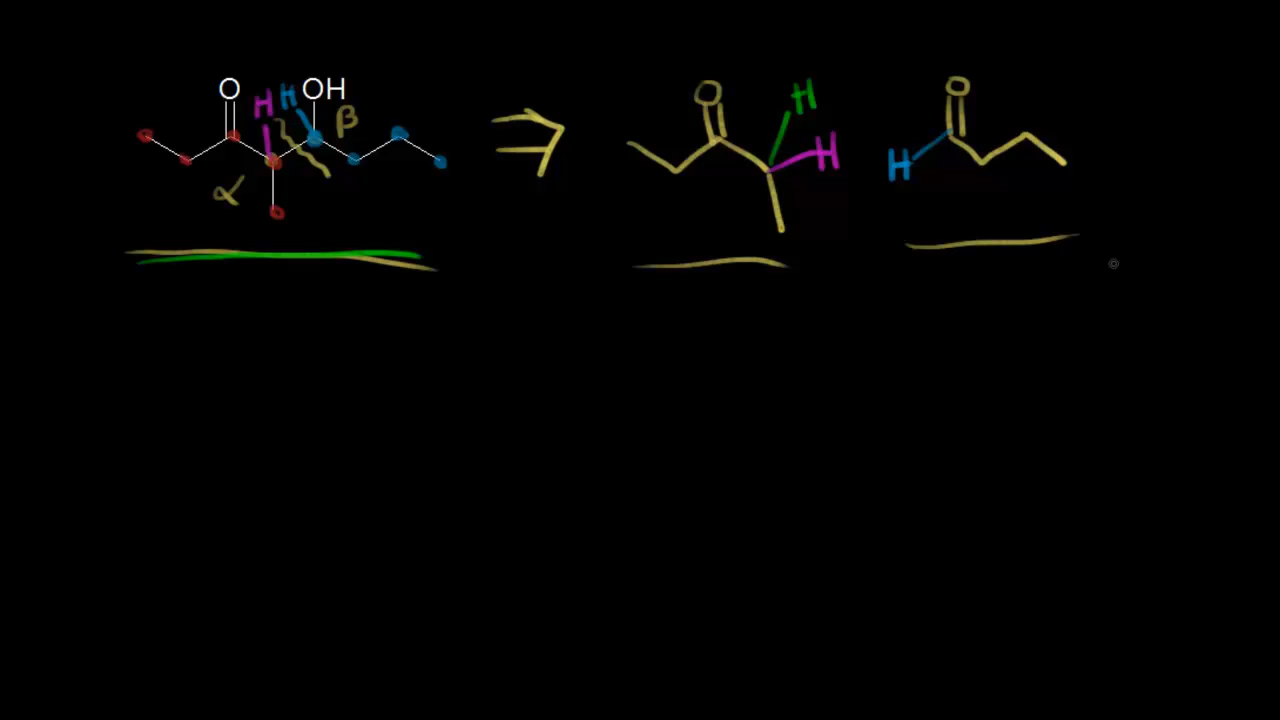 O H H OH β
α
O H H
O H